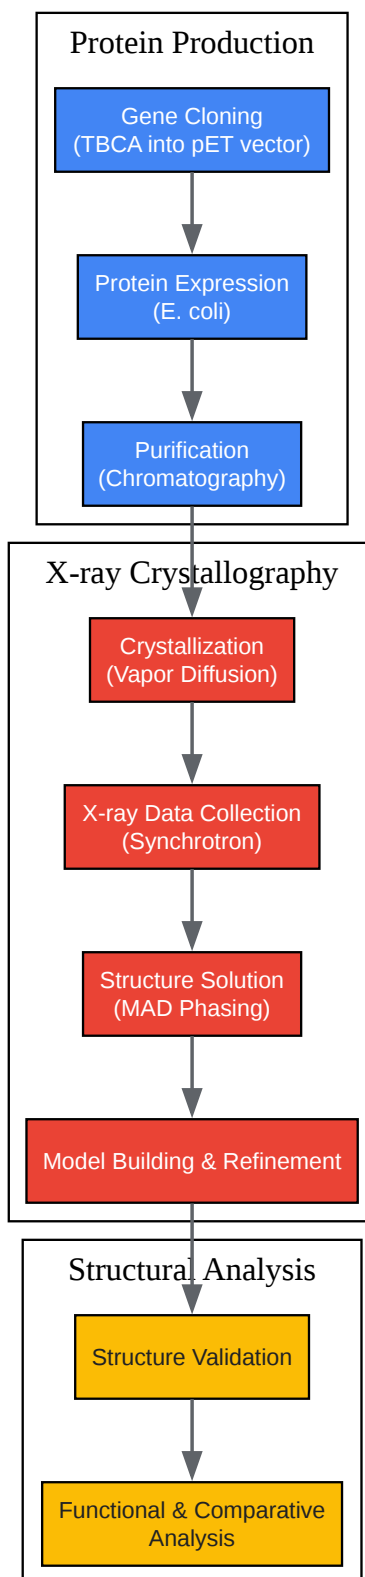 Protein Production
Gene Cloning
(TBCA into pET vector)
Protein Expression
(E. coli)
Purification
(Chromatography)
X-ray Crystallography
Crystallization
(Vapor Diffusion)
X-ray Data Collection
(Synchrotron)
Structure Solution
(MAD Phasing)
Model Building & Refinement
Structural Analysis
Structure Validation
Functional & Comparative
Analysis